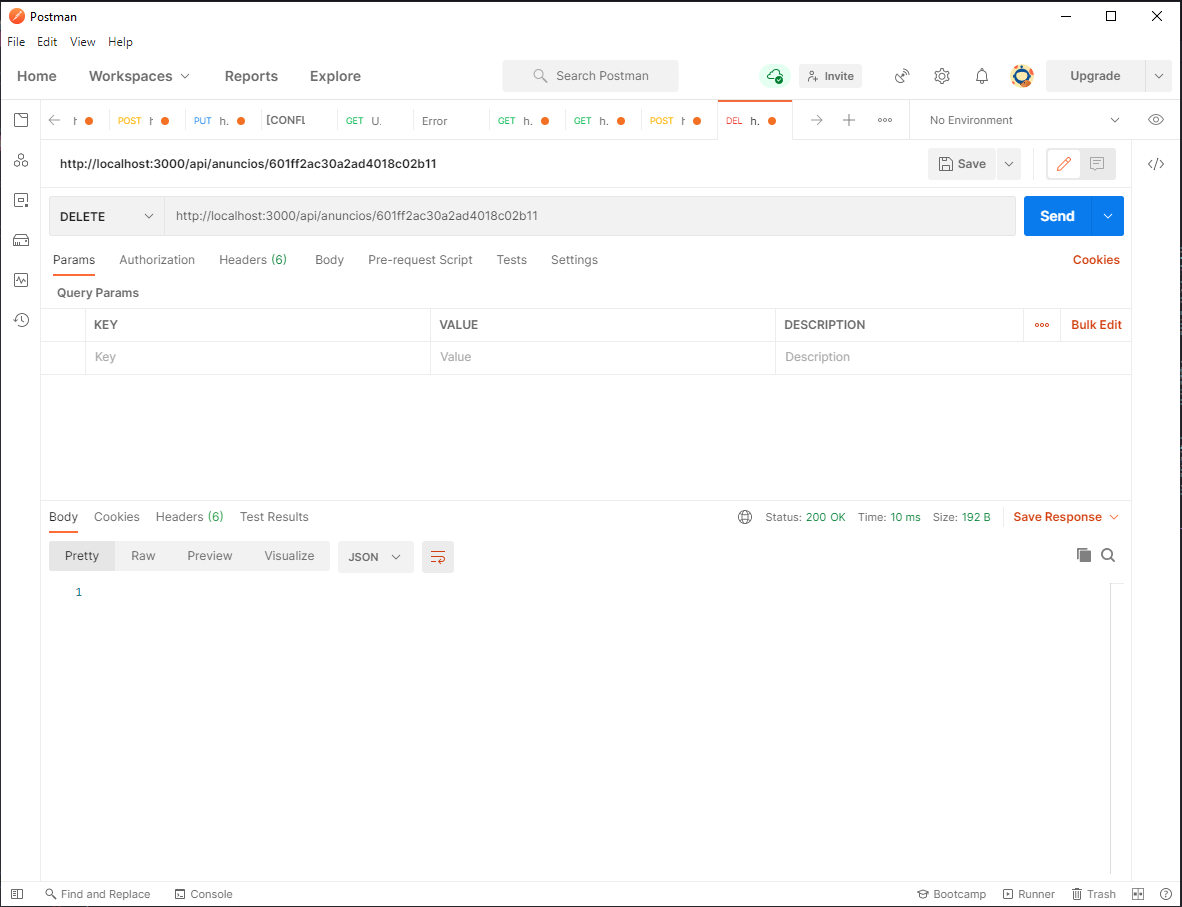 Postman
File Edit View Help
Home Workspaces Reports Explore Search Postman Invite Upgrade
h POST h PUT h. [CONFL GET U. Error GET h. GET h. POST h DEL h. No Environment
http://localhost:3000/api/anuncios/601ff2ac30a2ad4018c02b11 Save
DELETE http://localhost:3000/api/anuncios/601ff2ac30a2ad4018c02b11 Send
Params Authorization Headers (6) Body Pre-request Script Tests Settings Cookies
Query Params
KEY VALUE DESCRIPTION Bulk Edit
Key Value Description
Body Cookies Headers (6) Test Results Status: 200 OK Time: 10 ms Size: 192 B Save Response
Pretty Raw Preview Visualize JSON
1
Find and Replace Console Bootcamp Runner Trash